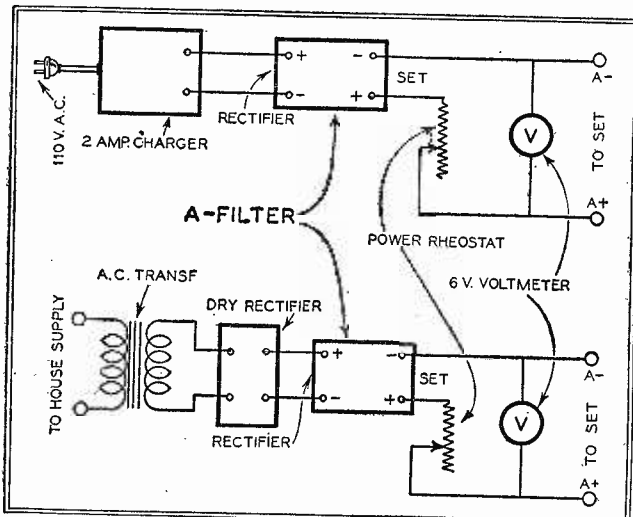 + -
A-
SET
- +
RECTIFIER
V
TO SET
2 AMP. CHARGER
110 V. A.C.
A+
A-FILTER
POWER RHEOSTAT
A.C. TRANSF
6 V. VOLTMETER
DRY RECTIFIER
TO HOUSE SUPPLY
+ -
A-
SET
- +
RECTIFIER
V
TO SET
A+